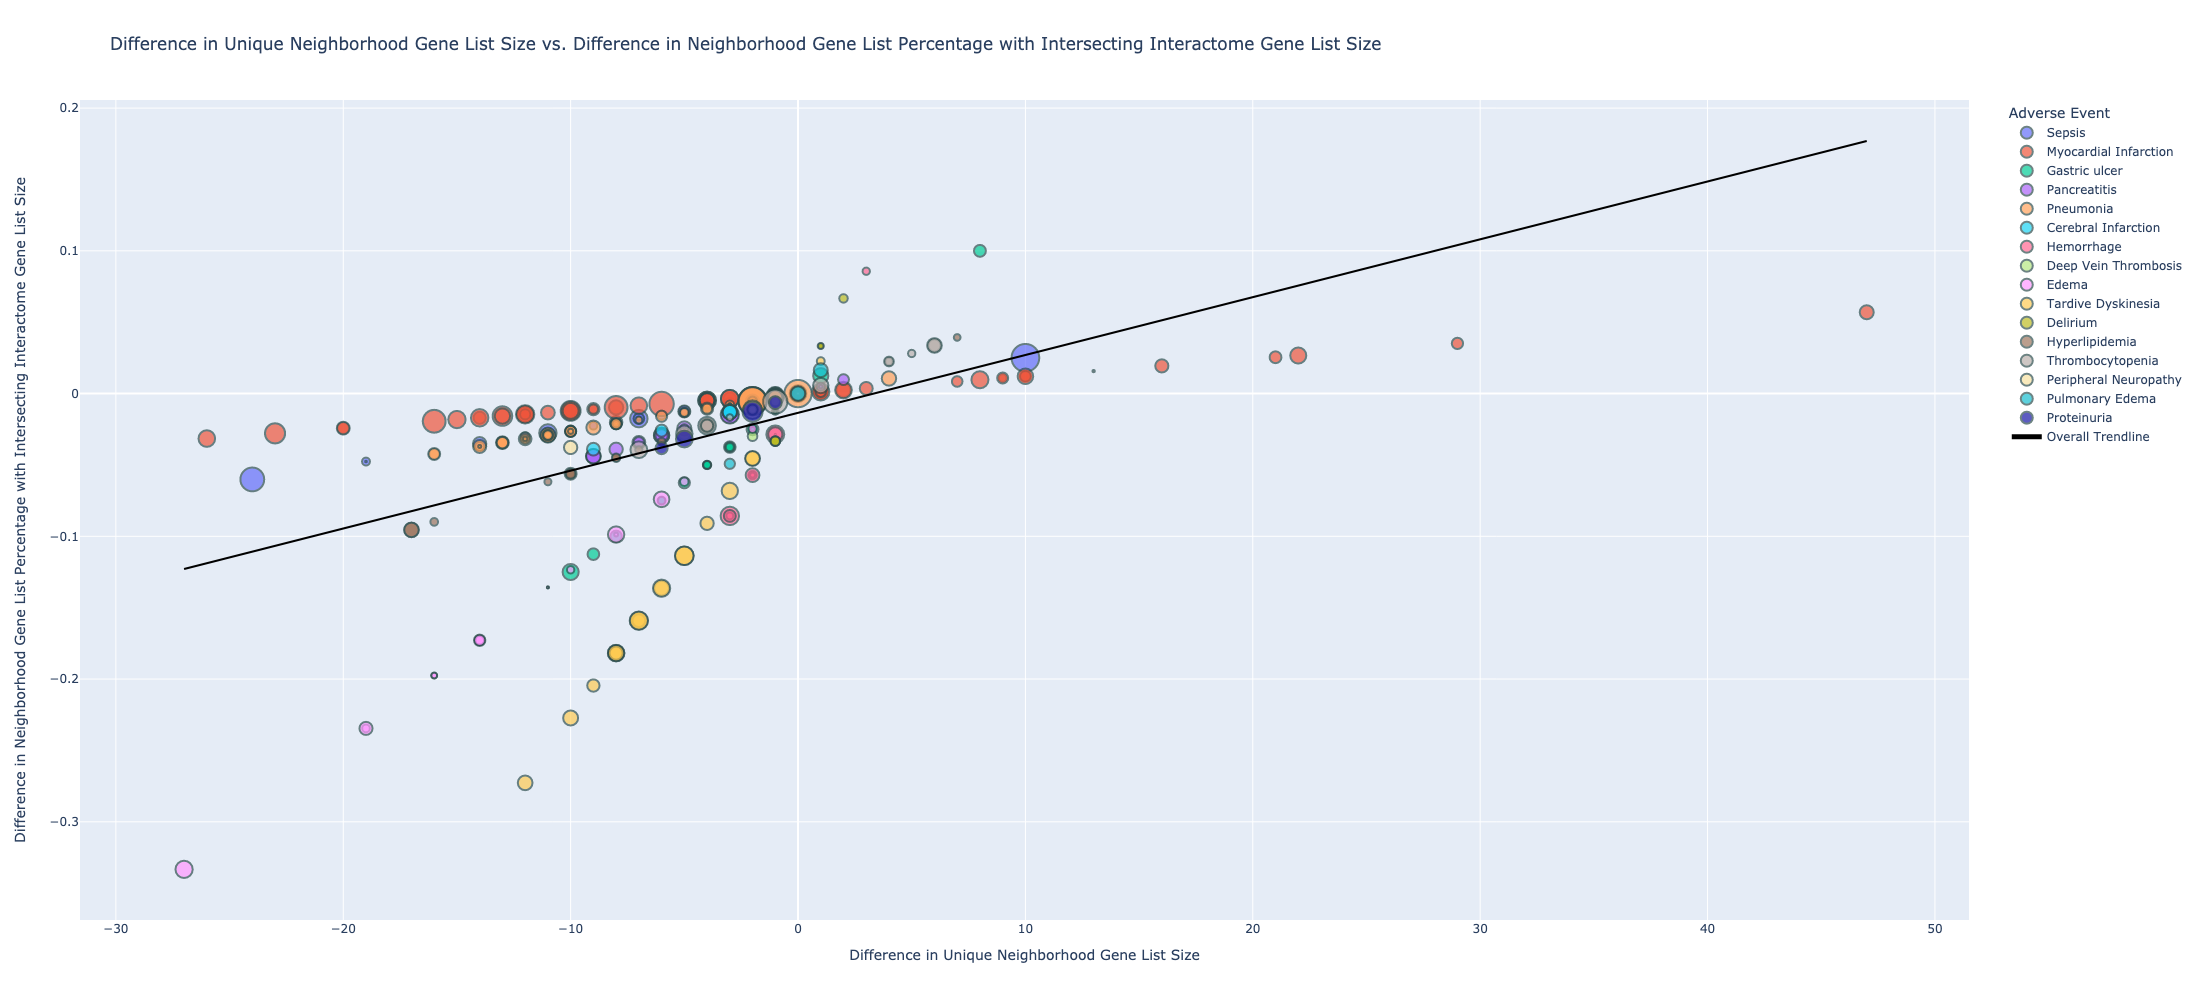 Difference in Unique Neighborhood Gene List Size vs. Difference in Neighborhood Gene List Percentage with Intersecting Interactome Gene List Size
Difference in Neighborhood Gene List Percentage with Intersecting Interactome Gene List Size
0.2
0.1
0
−0.1
−0.2
−0.3
−30
−20
−10
0
10
20
30
40
50
Difference in Unique Neighborhood Gene List Size
Adverse Event
Sepsis
Myocardial Infarction
Gastric ulcer
Pancreatitis
Pneumonia
Cerebral Infarction
Hemorrhage
Deep Vein Thrombosis
Edema
Tardive Dyskinesia
Delirium
Hyperlipidemia
Thrombocytopenia
Peripheral Neuropathy
Pulmonary Edema
Proteinuria
Overall Trendline